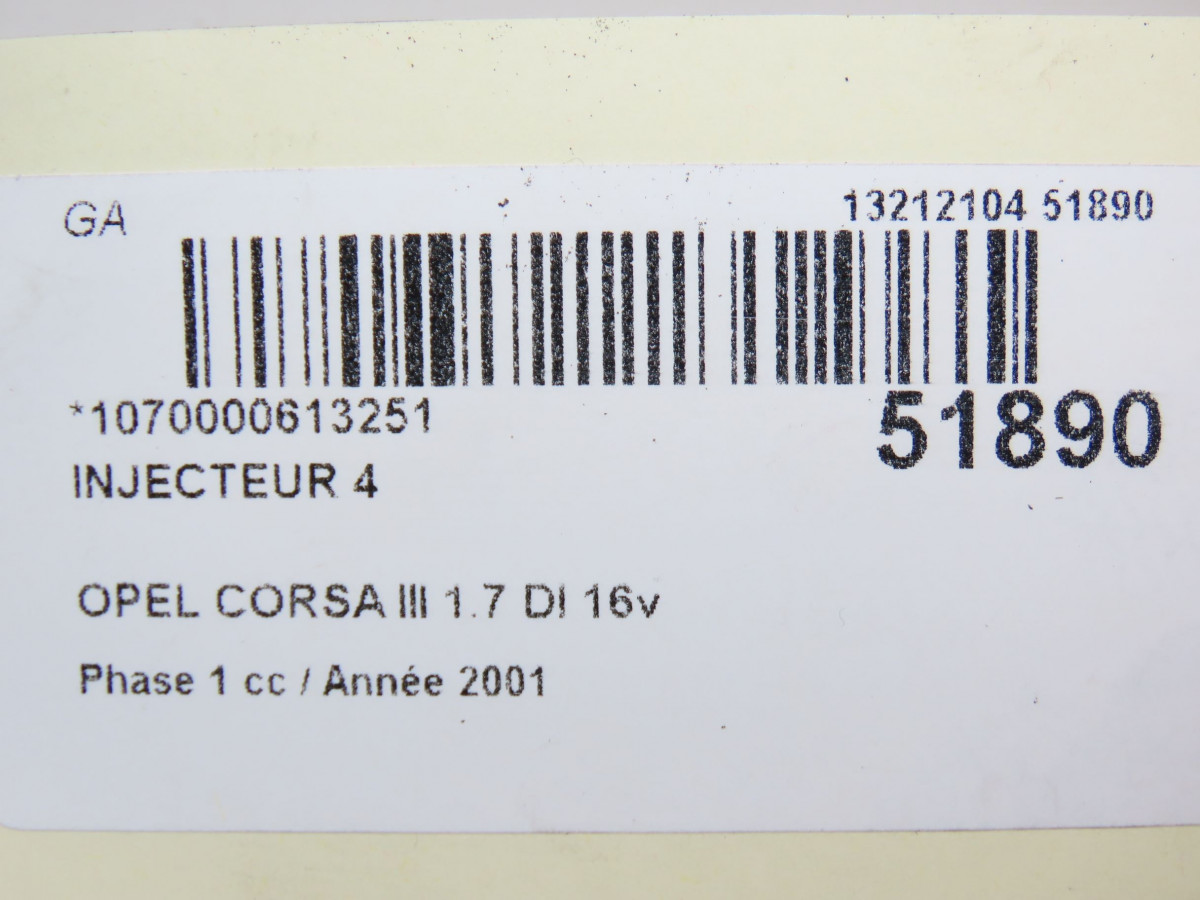 GA
13212104 51890
*1070000613251
51890
INJECTEUR 4
OPEL CORSA III 1.7 DI 16v
Phase 1 cc / Année 2001